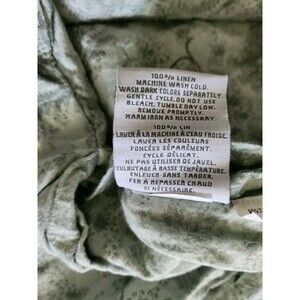 100% LINEN
MACHINE WASH COLD.
WASH DARK COLORS SEPARATELY.
GENTLE CYCLE. DO NOT USE
BLEACH. TUMBLE DAY LOW.
REMOVE PROMPTLY.
WARM IRON AS NECESSARY.
100% LIN
LAVER À LA MACHINE À L'EAU FROIDE.
LAVER LES COULEURS
FONCÉES SÉPARÉMENT.
CYCLE DÉLICAT.
NE PAS UTILISER DE JAVEL.
CULBUTAGE À BASSE TEMPÉRATURE.
ENLEVER SANS TARDER.
FER À REPASSER CHAUD
SI NÉCESSAIRE.